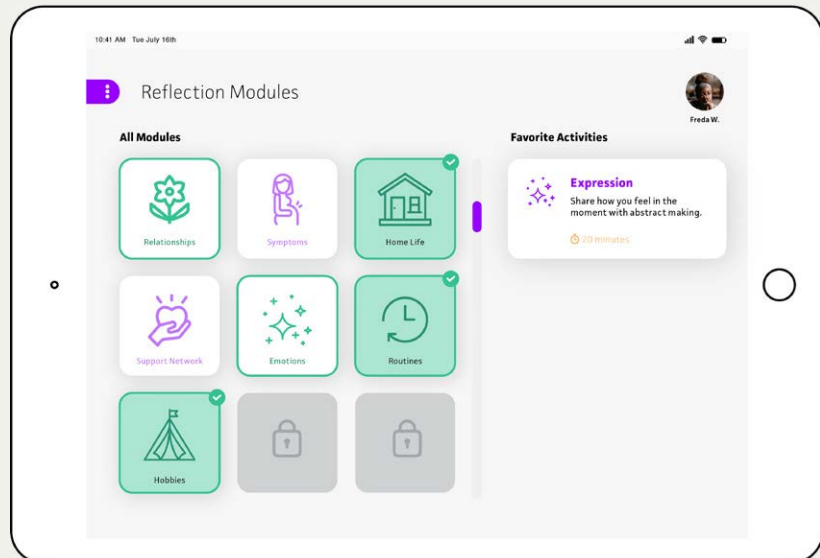 10:41 AM Tue July 16th
Reflection Modules
Freda W.
All Modules
Favorite Activities
Relationships
Symptoms
Home Life
Expression
Share how you feel in the
moment with abstract making.
20 minutes
Support Network
Emotions
Routines
Hobbies